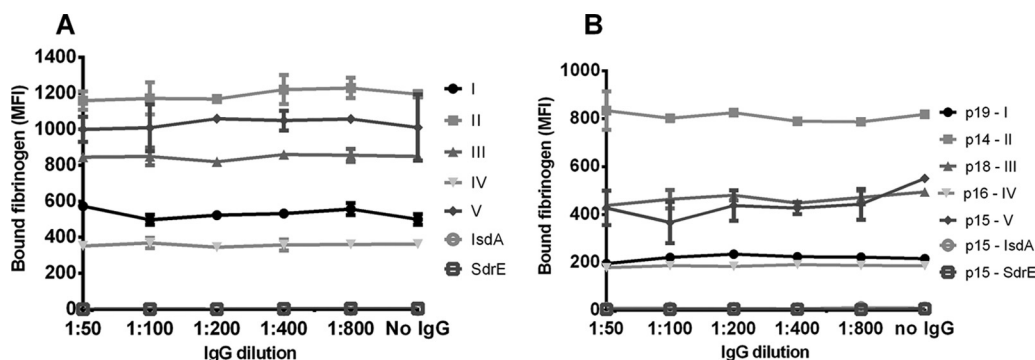 A
Bound fibrinogen (MFI)
1400
1200
1000
800
600
400
200
0
1:50 1:100 1:200 1:400 1:800 No IgG
IgG dilution
I
II
III
IV
V
IsdA
SdrE
B
Bound fibrinogen (MFI)
1000
800
600
400
200
0
1:50 1:100 1:200 1:400 1:800 no IgG
IgG dilution
p19 - I
p14 - II
p18 - III
p16 - IV
p15 - V
p15 - IsdA
p15 - SdrE